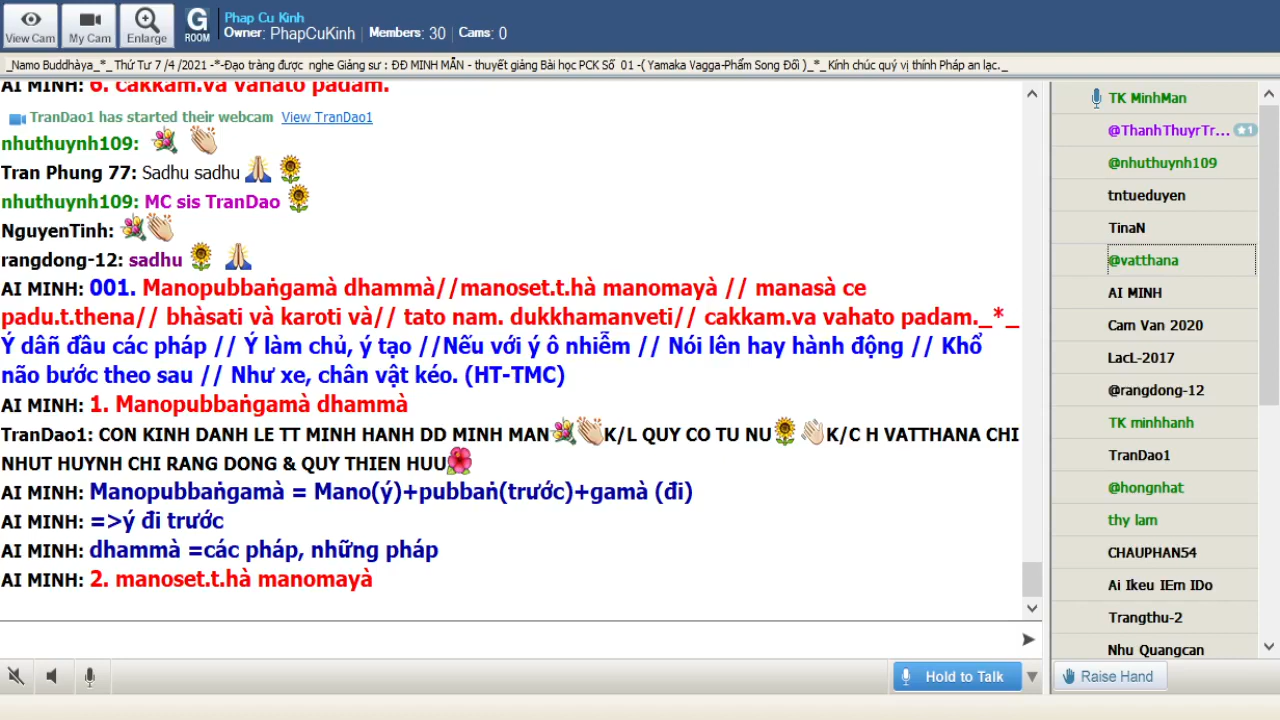 View Cam
My Cam
Enlarge
G
ROOM
Phap Cu Kinh
Owner: PhapCuKinh | Members: 30 | Cams: 0
_Namo Buddhàya_*_ Thứ Tư 7 /4 /2021 -*-Đạo tràng được nghe Giảng sư : ĐĐ MINH MẪN - thuyết giảng Bài học PCK Số 01 -( Yamaka Vagga-Phẩm Song Đối )_*_ Kính chúc quý vị thính Pháp an lạc._
AI MINH: 6. cakkam.va vahato padam.
TranDao1 has started their webcam View TranDao1
nhuthuynh109:
Tran Phung 77: Sadhu sadhu
nhuthuynh109: MC sis TranDao
NguyenTinh:
rangdong-12: sadhu
AI MINH: 001. Manopubbaṅgamà dhammà//manoset.t.hà manomayà // manasà ce
padu.t.thena// bhàsati và karoti và// tato nam. dukkhamanveti// cakkam.va vahato padam._*_
Ý dẫn đầu các pháp // Ý làm chủ, ý tạo //Nếu với ý ô nhiễm // Nói lên hay hành động // Khổ
não bước theo sau // Như xe, chân vật kéo. (HT-TMC)
AI MINH: 1. Manopubbaṅgamà dhammà
TranDao1: CON KINH DANH LE TT MINH HANH DD MINH MAN K/L QUY CO TU NU K/C H VATTHANA CHI
NHUT HUYNH CHI RANG DONG & QUY THIEN HUU
AI MINH: Manopubbaṅgamà = Mano(ý)+pubbaṅ(trước)+gamà (đi)
AI MINH: =>ý đi trước
AI MINH: dhammà =các pháp, những pháp
AI MINH: 2. manoset.t.hà manomayà
Hold to Talk
TK MinhMan
@ThanhThuyrTr... ★1
@nhuthuynh109
tntueduyen
TinaN
@vatthana
AI MINH
Cam Van 2020
LacL-2017
@rangdong-12
TK minhhanh
TranDao1
@hongnhat
thy lam
CHAUPHAN54
Ai Ikeu IEm IDo
Trangthu-2
Nhu Quangcan
Raise Hand